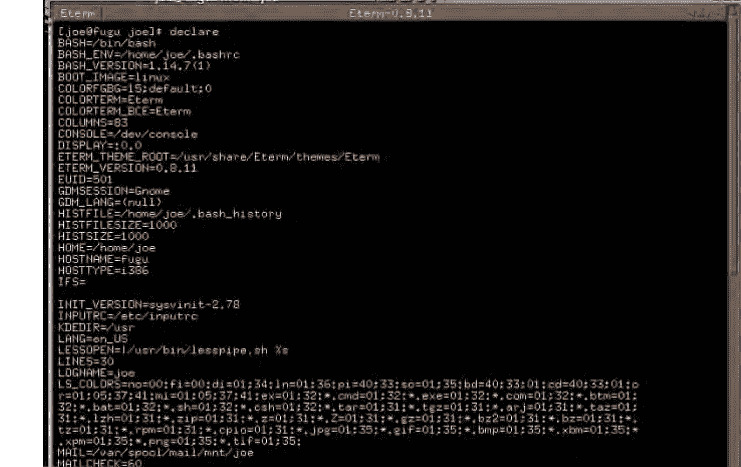 Eterm
Eterm-0.8.11
[joe@fugu joe]$ declare
BASH=/bin/bash
BASH_ENV=/home/joe/.bashrc
BASH_VERSION=1.14.7(1)
BOOT_IMAGE=linux
COLORFGBG=15;default;0
COLORTERM=Eterm
COLORTERM_BCE=Eterm
COLUMNS=83
CONSOLE=/dev/console
DISPLAY=:0.0
ETERM_THEME_ROOT=/usr/share/Eterm/themes/Eterm
ETERM_VERSION=0.8.11
EUID=501
GDMSESSION=Gnome
GDM_LANG=(null)
HISTFILE=/home/joe/.bash_history
HISTFILESIZE=1000
HISTSIZE=1000
HOME=/home/joe
HOSTNAME=fugu
HOSTTYPE=i386
IFS=
INIT_VERSION=sysvinit-2.78
INPUTRC=/etc/inputrc
KDEDIR=/usr
LANG=en_US
LESSOPEN=|/usr/bin/lesspipe.sh %s
LINES=30
LOGNAME=joe
LS_COLORS=no=00:fi=00:di=01;34:ln=01;36:pi=40;33:so=01;35:bd=40;33;01:cd=40;33;01:o
r=01;05;37;41:mi=01;05;37;41:ex=01;32:*.cmd=01;32:*.exe=01;32:*.com=01;32:*.btm=01;
32:*.bat=01;32:*.sh=01;32:*.csh=01;32:*.tar=01;31:*.tgz=01;31:*.arj=01;31:*.taz=01;
31:*.lzh=01;31:*.zip=01;31:*.z=01;31:*.Z=01;31:*.gz=01;31:*.bz2=01;31:*.bz=01;31:*.
tz=01;31:*.rpm=01;31:*.cpio=01;31:*.jpg=01;35:*.gif=01;35:*.bmp=01;35:*.xbm=01;35:*
.xpm=01;35:*.png=01;35:*.tif=01;35:
MAIL=/var/spool/mail/mnt/joe
MAILCHECK=60